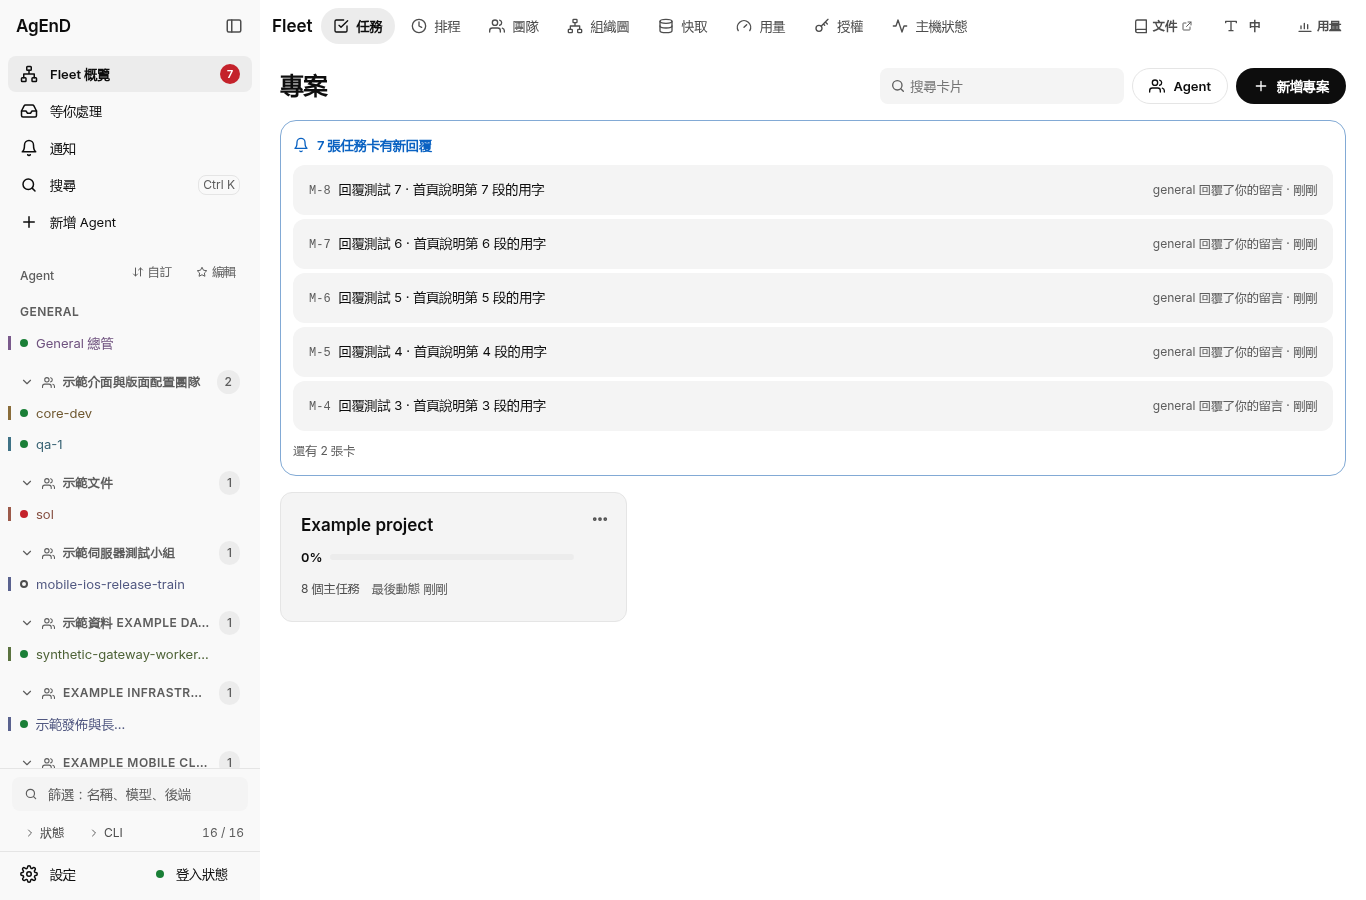 AgEnD
Fleet 概覽 7
等你處理
通知
搜尋 Ctrl K
新增 Agent
Agent 自訂 編輯
GENERAL
General 總管
示範介面與版面配置團隊 2
core-dev
qa-1
示範文件 1
sol
示範伺服器測試小組 1
mobile-ios-release-train
示範資料 EXAMPLE DA... 1
synthetic-gateway-worker...
EXAMPLE INFRASTR... 1
示範發佈與長...
EXAMPLE MOBILE CL... 1
篩選：名稱、模型、後端
狀態 CLI 16 / 16
設定 登入狀態
Fleet 任務 排程 團隊 組織圖 快取 用量 授權 主機狀態 文件 中 用量
專案 搜尋卡片 Agent 新增專案
7 張任務卡有新回覆
M-8 回覆測試 7 · 首頁說明第 7 段的用字 general 回覆了你的留言 · 剛剛
M-7 回覆測試 6 · 首頁說明第 6 段的用字 general 回覆了你的留言 · 剛剛
M-6 回覆測試 5 · 首頁說明第 5 段的用字 general 回覆了你的留言 · 剛剛
M-5 回覆測試 4 · 首頁說明第 4 段的用字 general 回覆了你的留言 · 剛剛
M-4 回覆測試 3 · 首頁說明第 3 段的用字 general 回覆了你的留言 · 剛剛
還有 2 張卡
Example project
0%
8 個主任務 最後動態 剛剛